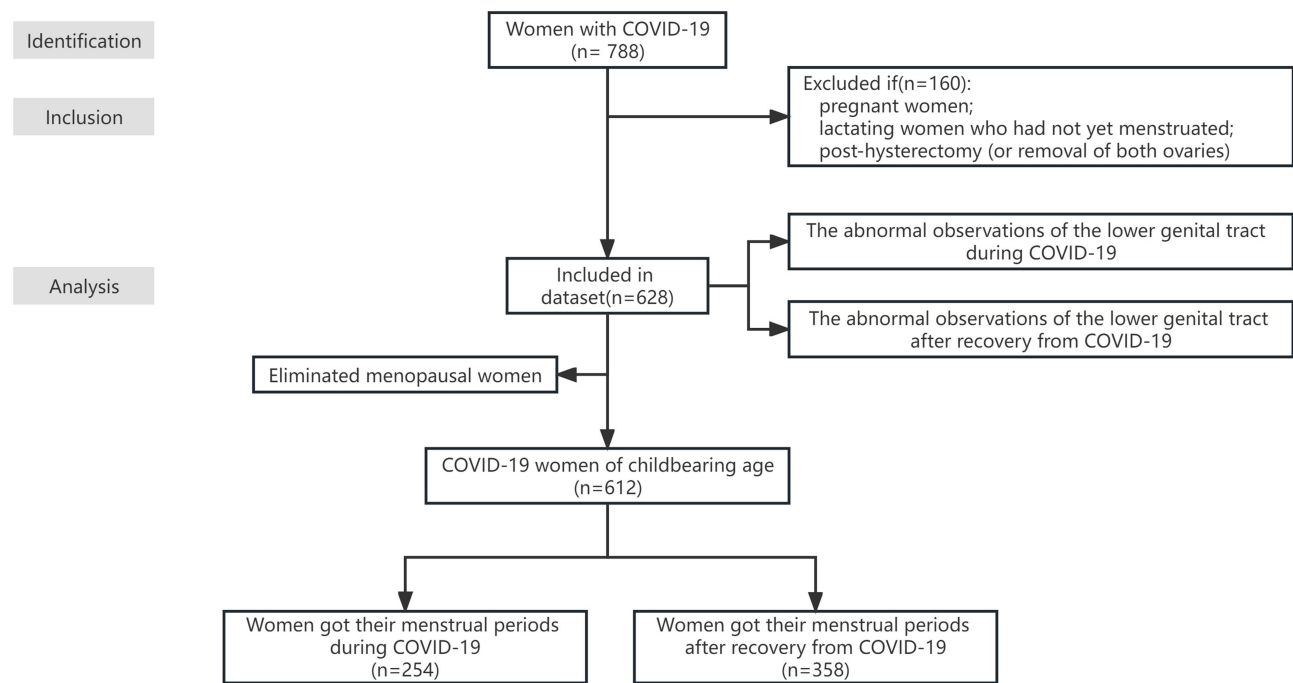 Identification
Women with COVID-19
(n= 788)
Inclusion
Excluded if(n=160):
pregnant women;
lactating women who had not yet menstruated;
post-hysterectomy (or removal of both ovaries)
The abnormal observations of the lower genital tract
during COVID-19
Analysis
Included in
dataset(n=628)
The abnormal observations of the lower genital tract
after recovery from COVID-19
Eliminated menopausal women
COVID-19 women of childbearing age
(n=612)
Women got their menstrual periods
during COVID-19
(n=254)
Women got their menstrual periods
after recovery from COVID-19
(n=358)